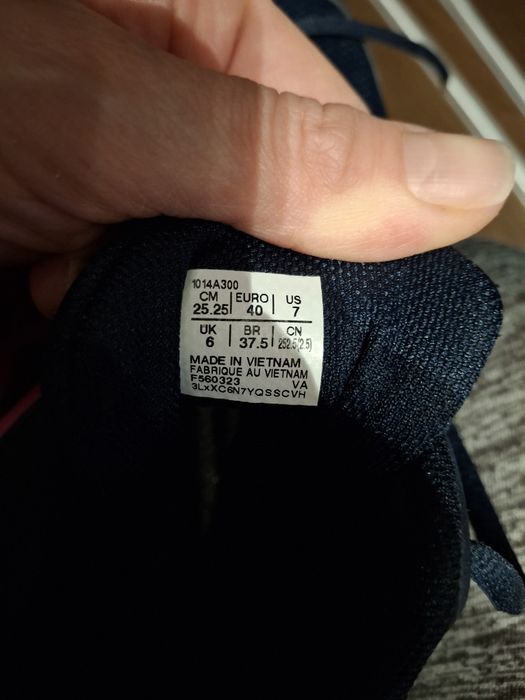 1014A300
CM | EURO | US
25.25 | 40 | 7
UK | BR | CN
6 | 37.5 | 252.5(2.5)
MADE IN VIETNAM
FABRIQUE AU VIETNAM
F560323 VA
3LxXC6N7YQSSCVH